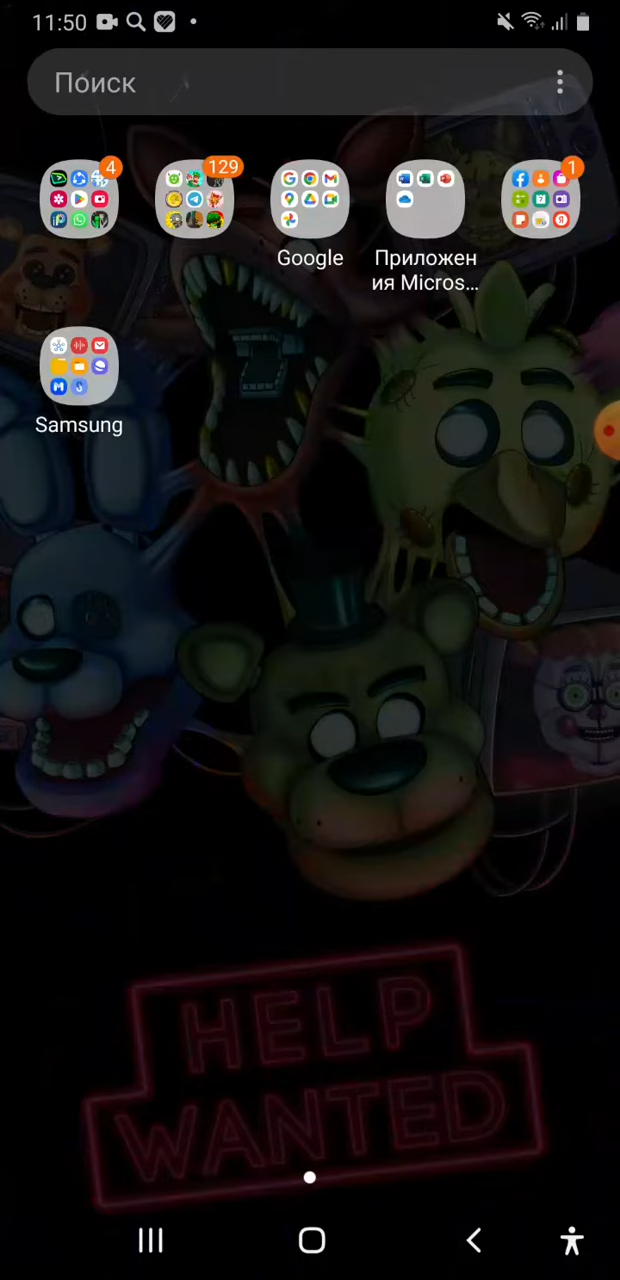 11:50
Поиск
4
129
1
Google
Приложен
ия Micros...
Samsung
HELP
WANTED